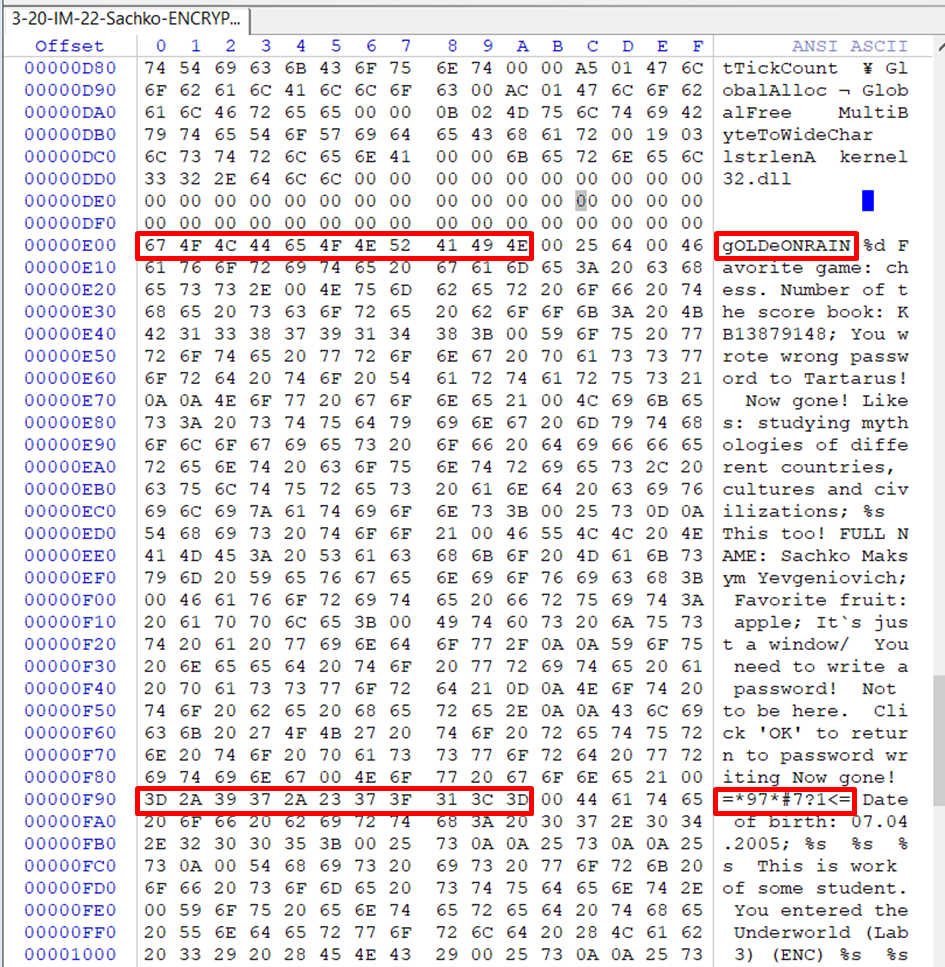 3-20-IM-22-Sachko-ENCRYP...
Offset 0 1 2 3 4 5 6 7 8 9 A B C D E F ANSI ASCII
00000D80 74 54 69 63 6B 43 6F 75 6E 74 00 00 A5 01 47 6C tTickCount ¥ Gl
00000D90 6F 62 61 6C 41 6C 6C 6F 63 00 AC 01 47 6C 6F 62 obalAlloc ¬ Glob
00000DA0 61 6C 46 72 65 65 00 00 0B 02 4D 75 6C 74 69 42 alFree MultiB
00000DB0 79 74 65 54 6F 57 69 64 65 43 68 61 72 00 19 03 yteToWideChar
00000DC0 6C 73 74 72 6C 65 6E 41 00 00 6B 65 72 6E 65 6C lstrlenA kernel
00000DD0 33 32 2E 64 6C 6C 00 00 00 00 00 00 00 00 00 00 32.dll
00000DE0 00 00 00 00 00 00 00 00 00 00 00 00 00 00 00 00
00000DF0 00 00 00 00 00 00 00 00 00 00 00 00 00 00 00 00
00000E00 67 4F 4C 44 65 4F 4E 52 41 49 4E 00 25 64 00 46 gOLDeONRAIN %d F
00000E10 61 76 6F 72 69 74 65 20 67 61 6D 65 3A 20 63 68 avorite game: ch
00000E20 65 73 73 2E 00 4E 75 6D 62 65 72 20 6F 66 20 74 ess. Number of t
00000E30 68 65 20 73 63 6F 72 65 20 62 6F 6F 6B 3A 20 4B he score book: K
00000E40 42 31 33 38 37 39 31 34 38 3B 00 59 6F 75 20 77 B13879148; You w
00000E50 72 6F 74 65 20 77 72 6F 6E 67 20 70 61 73 73 77 rote wrong passw
00000E60 6F 72 64 20 74 6F 20 54 61 72 74 61 72 75 73 21 ord to Tartarus!
00000E70 0A 0A 4E 6F 77 20 67 6F 6E 65 21 00 4C 69 6B 65 Now gone! Like
00000E80 73 3A 20 73 74 75 64 79 69 6E 67 20 6D 79 74 68 s: studying myth
00000E90 6F 6C 6F 67 69 65 73 20 6F 66 20 64 69 66 66 65 ologies of diffe
00000EA0 72 65 6E 74 20 63 6F 75 6E 74 72 69 65 73 2C 20 rent countries,
00000EB0 63 75 6C 74 75 72 65 73 20 61 6E 64 20 63 69 76 cultures and civ
00000EC0 69 6C 69 7A 61 74 69 6F 6E 73 3B 00 25 73 0D 0A ilizations; %s
00000ED0 54 68 69 73 20 74 6F 6F 21 00 46 55 4C 4C 20 4E This too! FULL N
00000EE0 41 4D 45 3A 20 53 61 63 68 6B 6F 20 4D 61 6B 73 AME: Sachko Maks
00000EF0 79 6D 20 59 65 76 67 65 6E 69 6F 76 69 63 68 3B ym Yevgeniovich;
00000F00 00 46 61 76 6F 72 69 74 65 20 66 72 75 69 74 3A Favorite fruit:
00000F10 20 61 70 70 6C 65 3B 00 49 74 60 73 20 6A 75 73 apple; It`s jus
00000F20 74 20 61 20 77 69 6E 64 6F 77 2F 0A 0A 59 6F 75 t a window/ You
00000F30 20 6E 65 65 64 20 74 6F 20 77 72 69 74 65 20 61 need to write a
00000F40 20 70 61 73 73 77 6F 72 64 21 0D 0A 4E 6F 74 20 password! Not
00000F50 74 6F 20 62 65 20 68 65 72 65 2E 0A 0A 43 6C 69 to be here. Cli
00000F60 63 6B 20 27 4F 4B 27 20 74 6F 20 72 65 74 75 72 ck 'OK' to retur
00000F70 6E 20 74 6F 20 70 61 73 73 77 6F 72 64 20 77 72 n to password wr
00000F80 69 74 69 6E 67 00 4E 6F 77 20 67 6F 6E 65 21 00 iting Now gone!
00000F90 3D 2A 39 37 2A 23 37 3F 31 3C 3D 00 44 61 74 65 =*97*#7?1<= Date
00000FA0 20 6F 66 20 62 69 72 74 68 3A 20 30 37 2E 30 34 of birth: 07.04
00000FB0 2E 32 30 30 35 3B 00 25 73 0A 0A 25 73 0A 0A 25 .2005; %s %s %
00000FC0 73 0A 00 54 68 69 73 20 69 73 20 77 6F 72 6B 20 s This is work
00000FD0 6F 66 20 73 6F 6D 65 20 73 74 75 64 65 6E 74 2E of some student.
00000FE0 00 59 6F 75 20 65 6E 74 65 72 65 64 20 74 68 65 You entered the
00000FF0 20 55 6E 64 65 72 77 6F 72 6C 64 20 28 4C 61 62 Underworld (Lab
00001000 20 33 29 20 28 45 4E 43 29 00 25 73 0A 0A 25 73 3) (ENC) %s %s